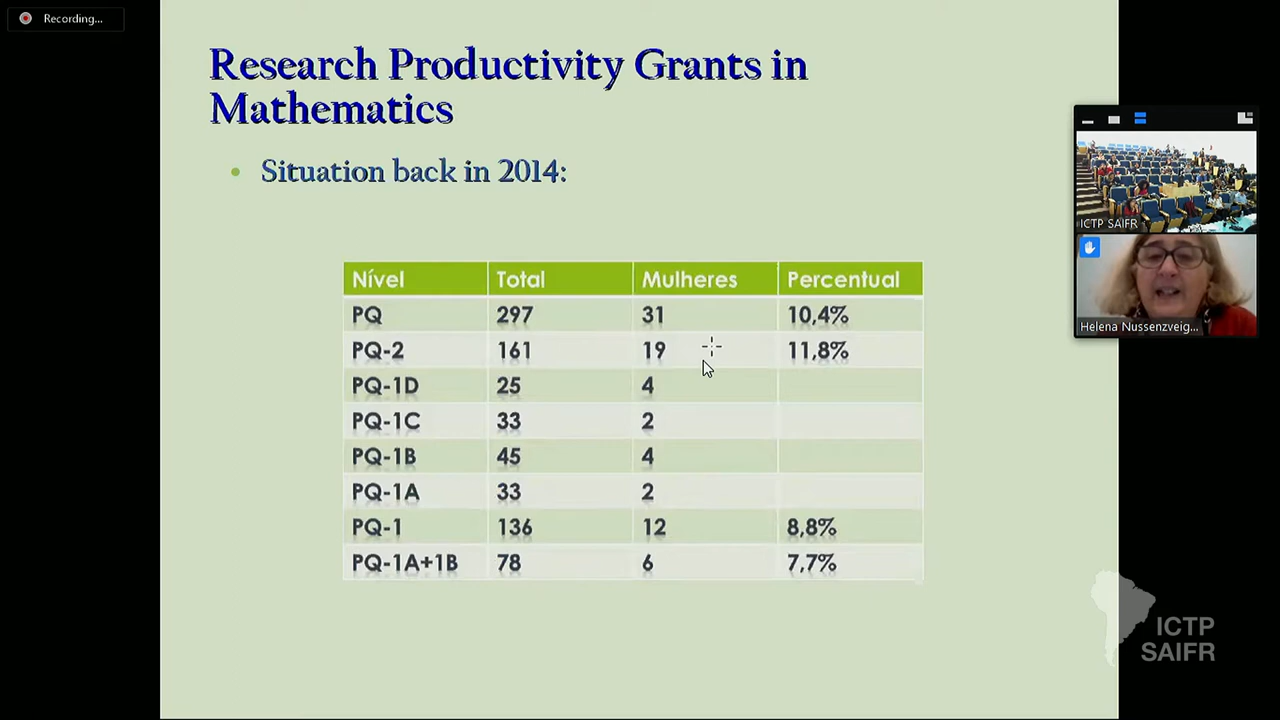 Recording...
Research Productivity Grants in
Mathematics
• Situation back in 2014:
Nível Total Mulheres Percentual
PQ 297 31 10,4%
PQ-2 161 19 11,8%
PQ-1D 25 4
PQ-1C 33 2
PQ-1B 45 4
PQ-1A 33 2
PQ-1 136 12 8,8%
PQ-1A+1B 78 6 7,7%
ICTP SAIFR
Helena Nussenzveig...
ICTP
SAIFR